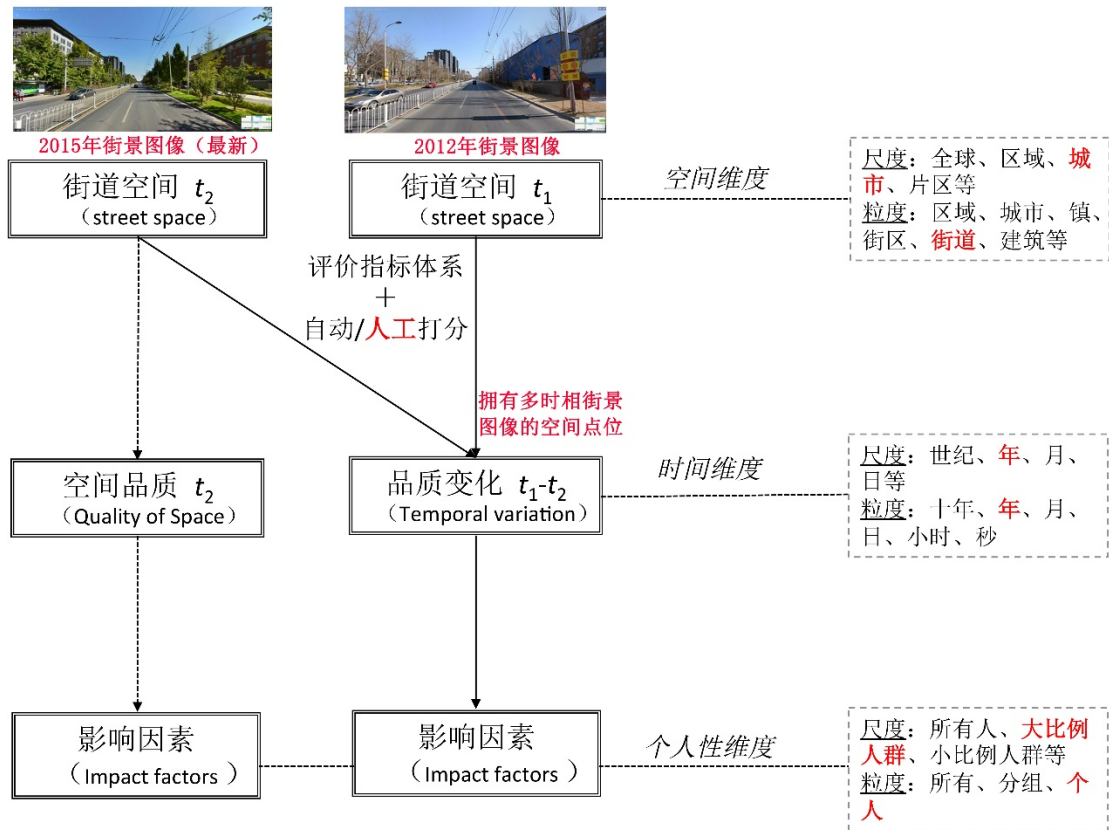 2015年街景图像（最新）
2012年街景图像
街道空间 t2
（street space）
街道空间 t1
（street space）
空间维度
尺度：全球、区域、城
市、片区等
粒度：区域、城市、镇、
街区、街道、建筑等
评价指标体系
＋
自动/人工打分
拥有多时相街景
图像的空间点位
空间品质 t2
（Quality of Space）
品质变化 t1-t2
（Temporal variation）
时间维度
尺度：世纪、年、月、
日等
粒度：十年、年、月、
日、小时、秒
影响因素
（Impact factors）
影响因素
（Impact factors）
个人性维度
尺度：所有人、大比例
人群、小比例人群等
粒度：所有、分组、个
人